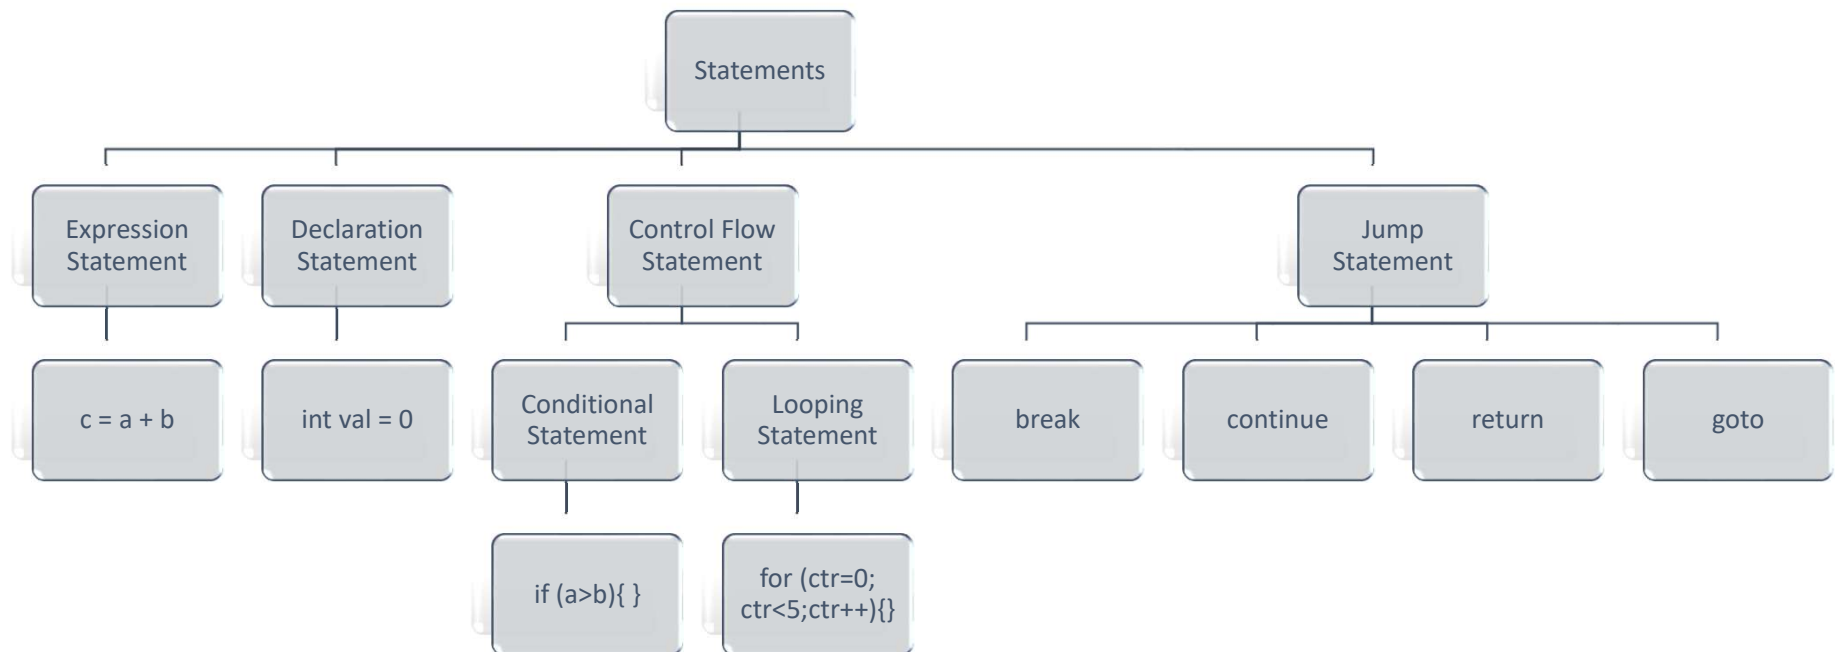 Statements
Expression
Statement
Declaration
Statement
Control Flow
Statement
Jump
Statement
c = a + b
int val = 0
Conditional
Statement
Looping
Statement
break
continue
return
goto
if (a>b){ }
for (ctr=0;
ctr<5;ctr++){}